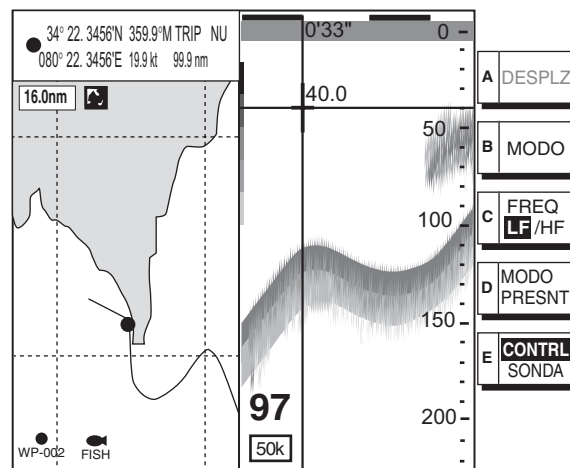 34° 22. 3456'N 359.9°M TRIP NU
080° 22. 3456'E 19.9 kt 99.9 nm
16.0nm
WP-002 FISH
0'33"
40.0
0
50
100
150
200
97
50k
A DESPLZ
B MODO
C FREQ
LF /HF
D MODO
PRESNT
E CONTRL
SONDA